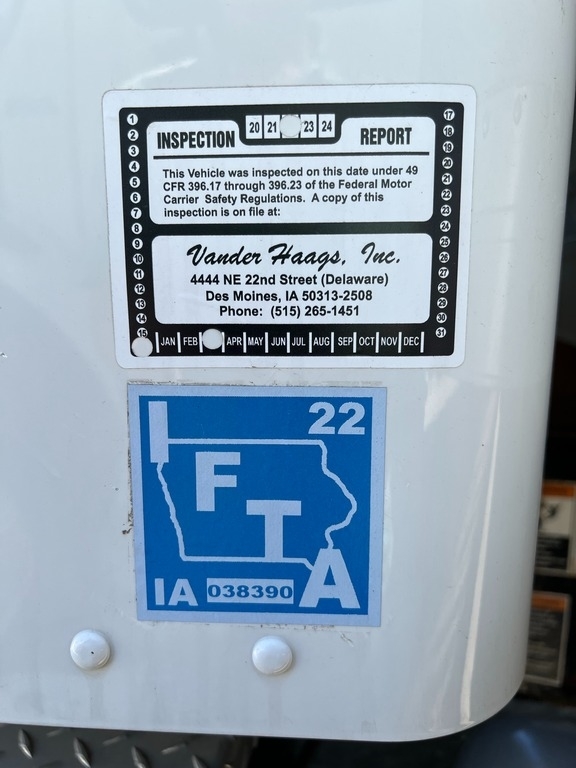 INSPECTION 20 21 23 24 REPORT
This Vehicle was inspected on this date under 49
CFR 396.17 through 396.23 of the Federal Motor
Carrier Safety Regulations. A copy of this
inspection is on file at:
Vander Haags, Inc.
4444 NE 22nd Street (Delaware)
Des Moines, IA 50313-2508
Phone: (515) 265-1451
1
2
3
4
5
6
7
8
9
10
11
12
13
14
15
17
18
19
20
21
22
23
24
25
26
27
28
29
30
31
JAN FEB APR MAY JUN JUL AUG SEP OCT NOV DEC
I 22
F
T
IA 038390 A